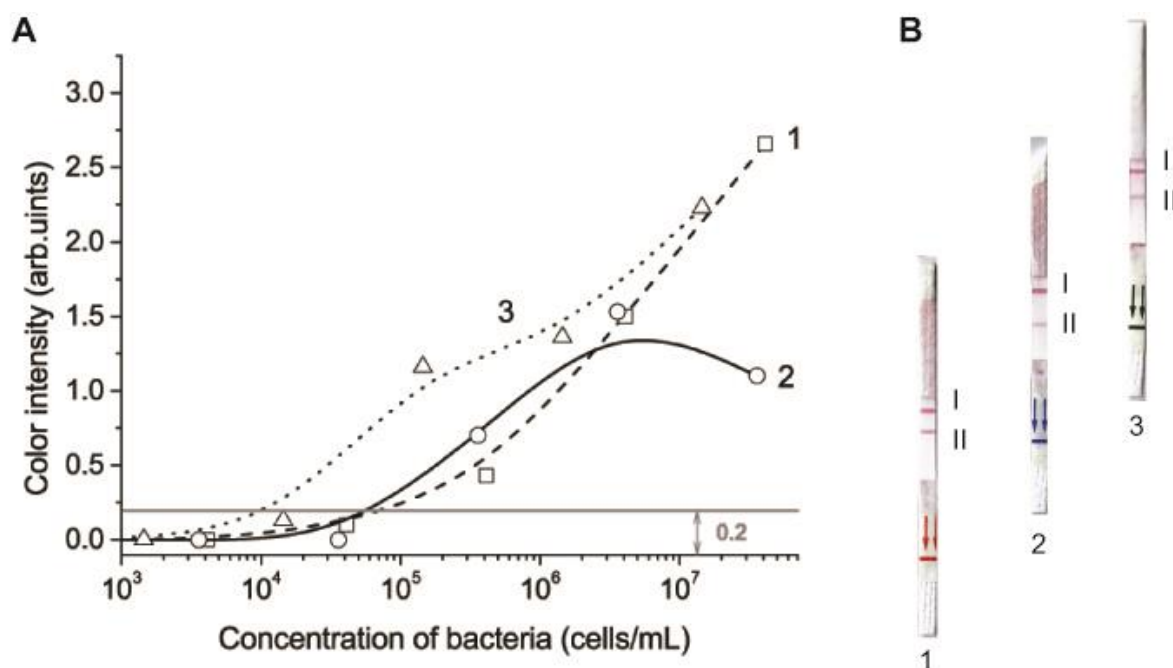 A
B
Color intensity (arb.uints)
3.0
2.5
2.0
1.5
1.0
0.5
0.0
1
2
3
0.2
10³
10⁴
10⁵
10⁶
10⁷
Concentration of bacteria (cells/mL)
I
II
1
I
II
2
I
II
3